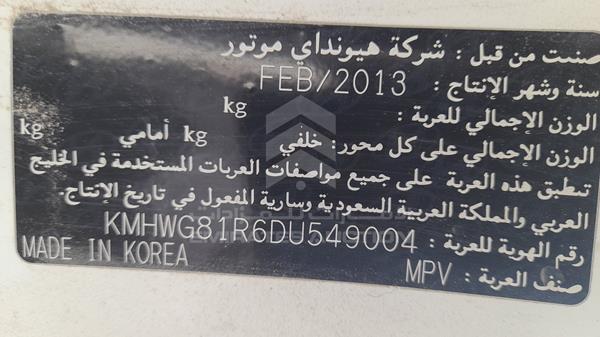 صنت من قبل : شركة هيونداي موتور
سنة وشهر الإنتاج : FEB/2013
الوزن الإجمالي للعربة : kg
الوزن الإجمالي على كل محور: خلفي kg أمامي kg
تنطبق هذه العربة على جميع مواصفات العربات المستخدمة في الخليج
العربي والمملكة العربية السعودية وسارية المفعول في تاريخ الإنتاج.
رقم الهوية للعربة : KMHWG81R6DU549004
صنف العربة : MPV MADE IN KOREA